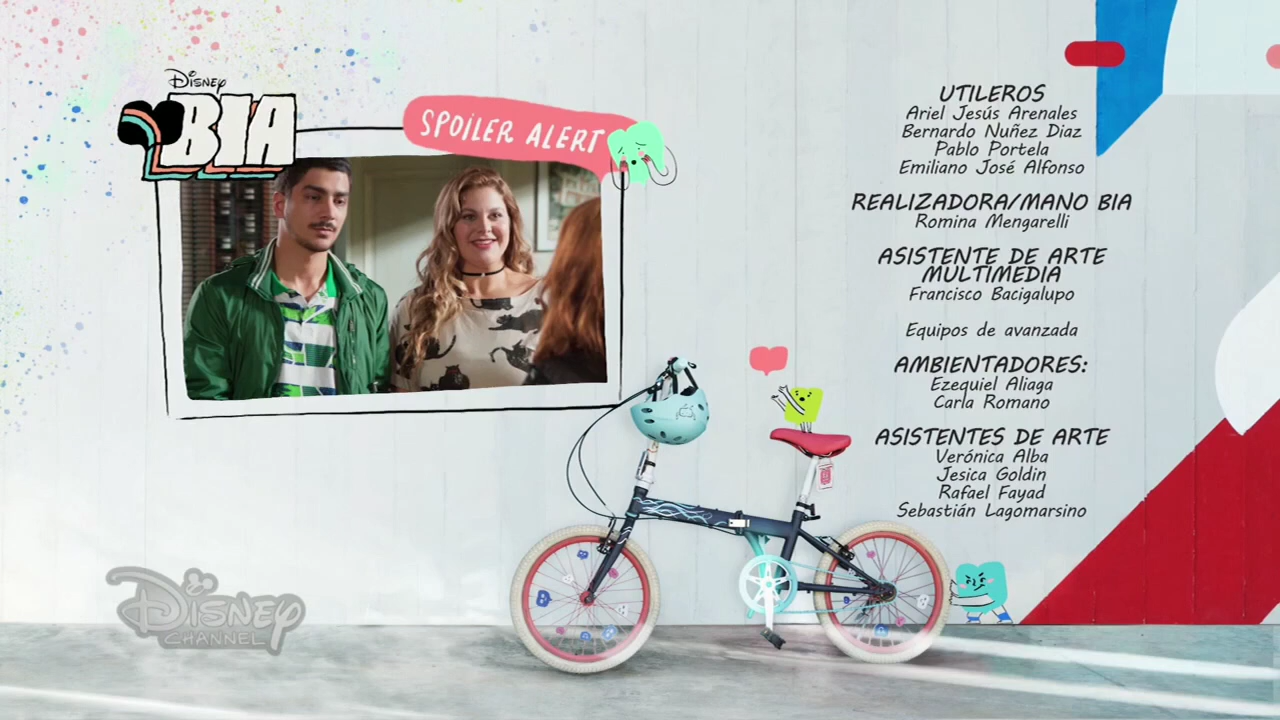 Disney
BIA
SPOILER ALERT
UTILEROS
Ariel Jesús Arenales
Bernardo Nuñez Diaz
Pablo Portela
Emiliano José Alfonso
REALIZADORA/MANO BIA
Romina Mengarelli
ASISTENTE DE ARTE
MULTIMEDIA
Francisco Bacigalupo
Equipos de avanzada
AMBIENTADORES:
Ezequiel Aliaga
Carla Romano
ASISTENTES DE ARTE
Verónica Alba
Jesica Goldin
Rafael Fayad
Sebastián Lagomarsino
Disney
CHANNEL